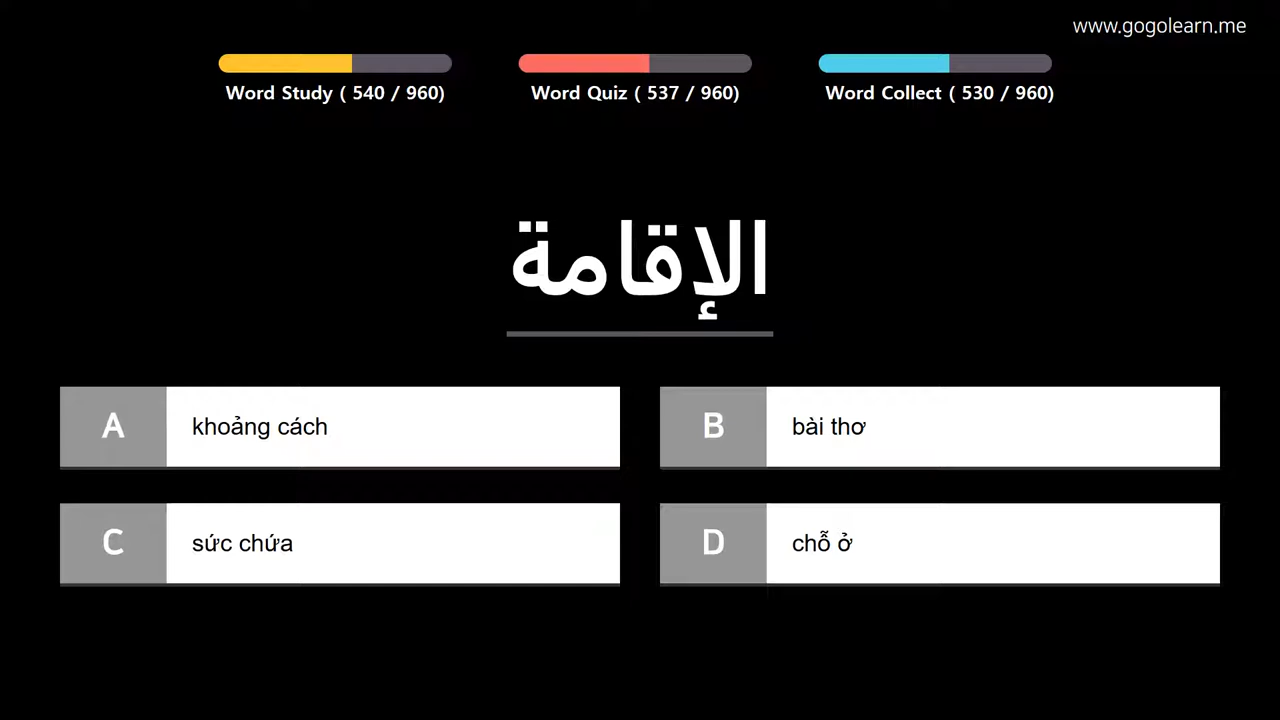 www.gogolearn.me
Word Study ( 540 / 960)
Word Quiz ( 537 / 960)
Word Collect ( 530 / 960)
الإقامة
A
khoảng cách
B
bài thơ
C
sức chứa
D
chỗ ở